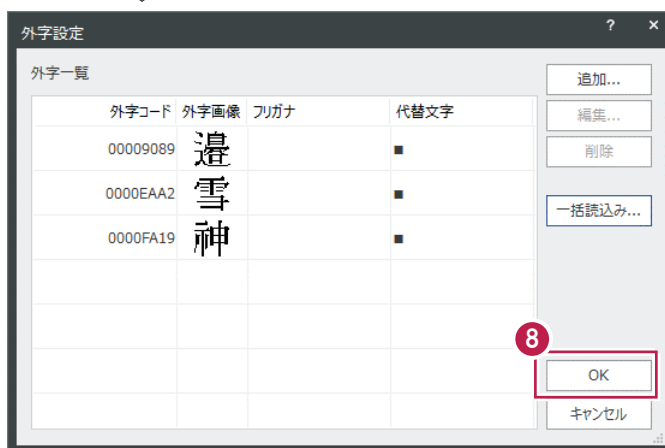 外字設定
? ×
外字一覧
追加...
編集...
削除
一括読込み...
外字コード 外字画像 フリガナ 代替文字
00009089 邉 ■
0000EAA2 雪 ■
0000FA19 神 ■
8
OK
キャンセル